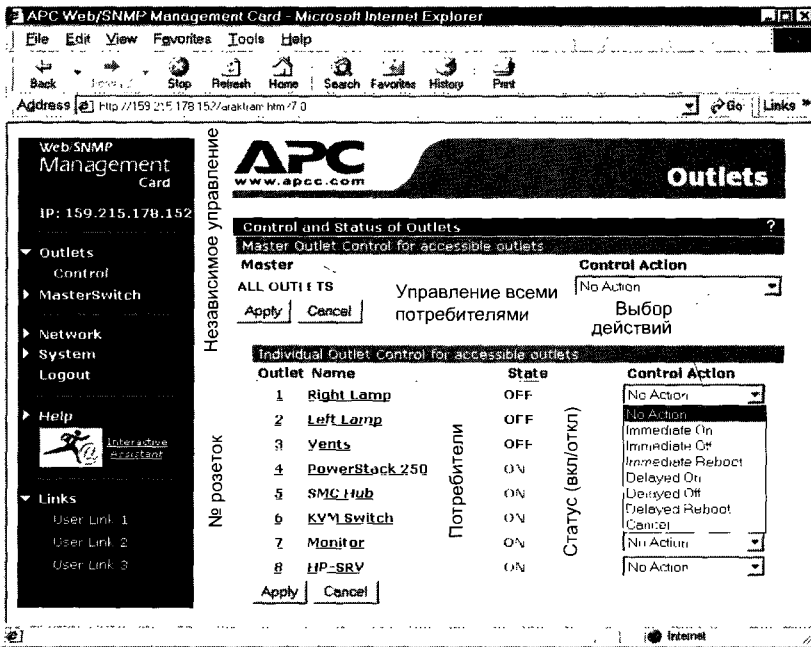 APC Web/SNMP Management Card - Microsoft Internet Explorer
File Edit View Favorites Tools Help
Back Stop Refresh Home Search Favorites History Print
Address Go Links »
Web/SNMP
Management
Card
IP: 159.215.178.152
Outlets
Control
MasterSwitch
Network
System
Logout
Help
Interactive
Assistant
Links
User Link 1
User Link 2
User Link 3
Независимое управление
№ розеток
APC
www.apcc.com
Outlets
Control and Status of Outlets ?
Master Outlet Control for accessible outlets
Master Control Action
ALL OUTLETS No Action
Apply Cancel
Управление всеми
потребителями
Выбор
действий
Individual Outlet Control for accessible outlets
Outlet Name State Control Action
1 Right Lamp OFF No Action
2 Left Lamp OFF
3 Vents OFF
4 PowerStack 250 ON
5 SMC Hub ON
6 KVM Switch ON
7 Monitor ON No Action
8 HP-SRV ON No Action
No Action
Immediate On
Immediate Off
Immediate Reboot
Delayed On
Delayed Off
Delayed Reboot
Cancel
Потребители
Статус (вкл/откл)
Apply Cancel
Internet